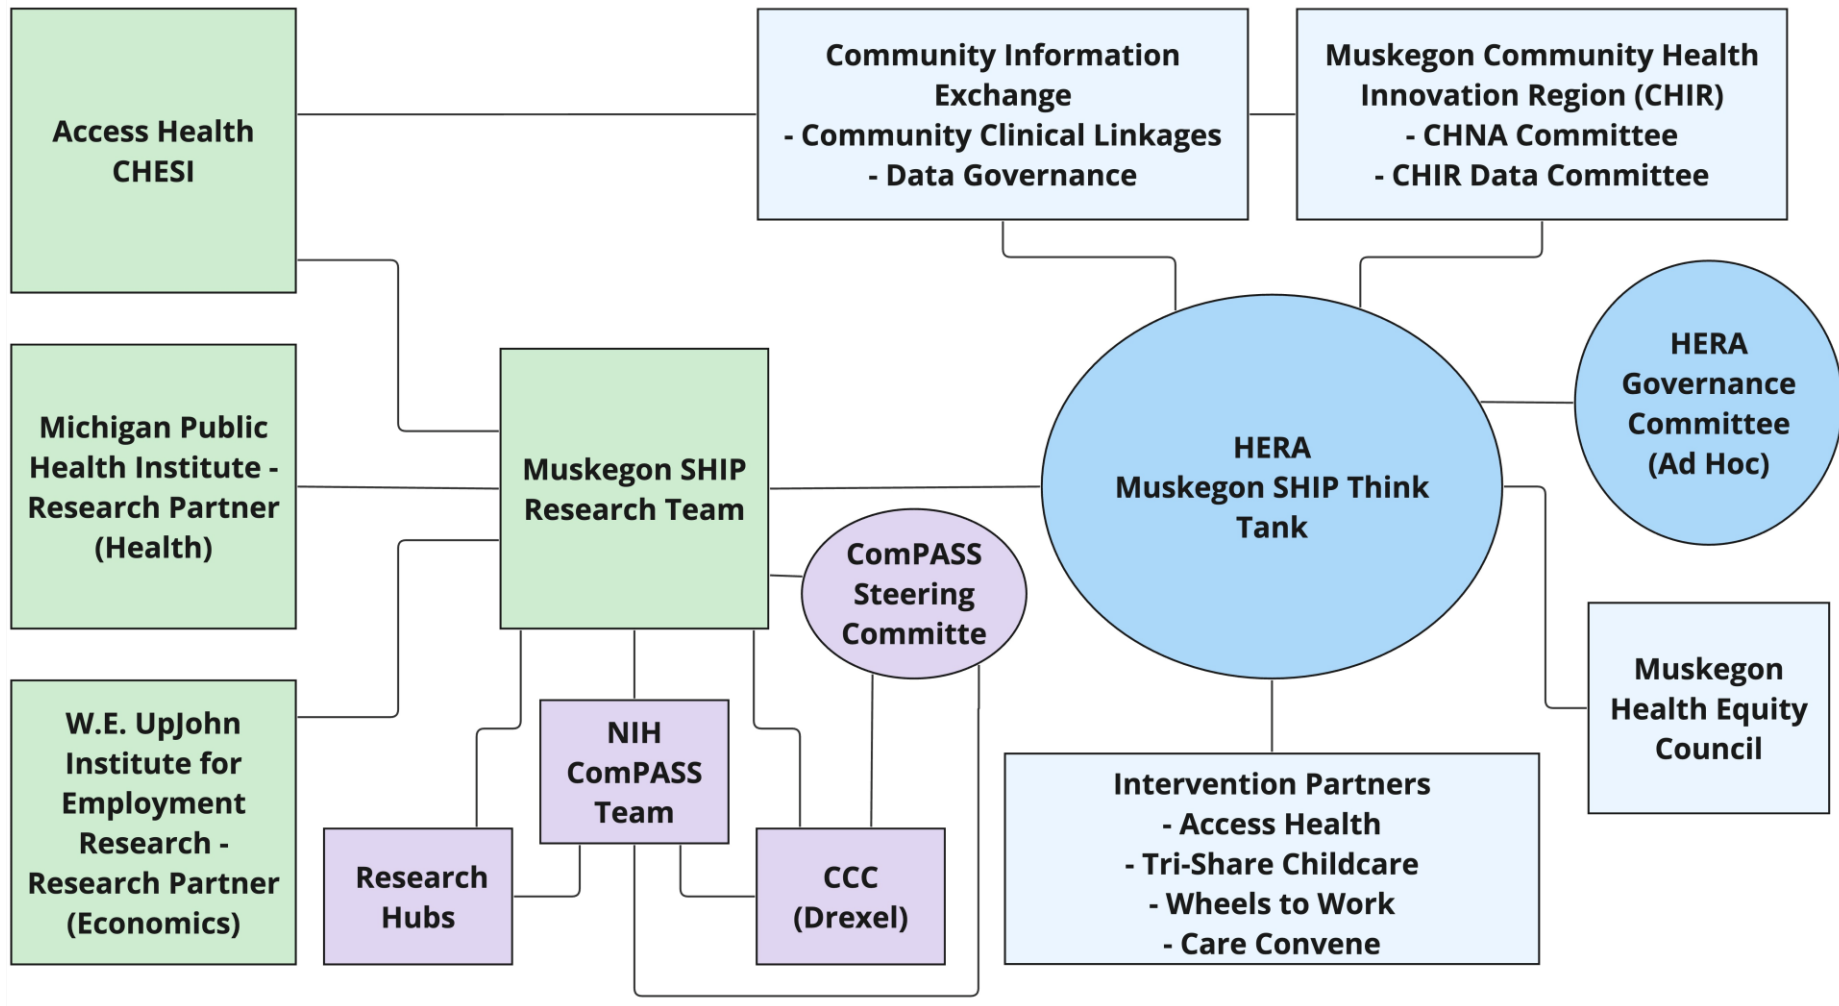 Access Health
CHESI
Community Information
Exchange
- Community Clinical Linkages
- Data Governance
Muskegon Community Health
Innovation Region (CHIR)
- CHNA Committee
- CHIR Data Committee
Michigan Public
Health Institute -
Research Partner
(Health)
Muskegon SHIP
Research Team
HERA
Muskegon SHIP Think
Tank
HERA
Governance
Committee
(Ad Hoc)
ComPASS
Steering
Committe
W.E. UpJohn
Institute for
Employment
Research -
Research Partner
(Economics)
Research
Hubs
NIH
ComPASS
Team
CCC
(Drexel)
Intervention Partners
- Access Health
- Tri-Share Childcare
- Wheels to Work
- Care Convene
Muskegon
Health Equity
Council